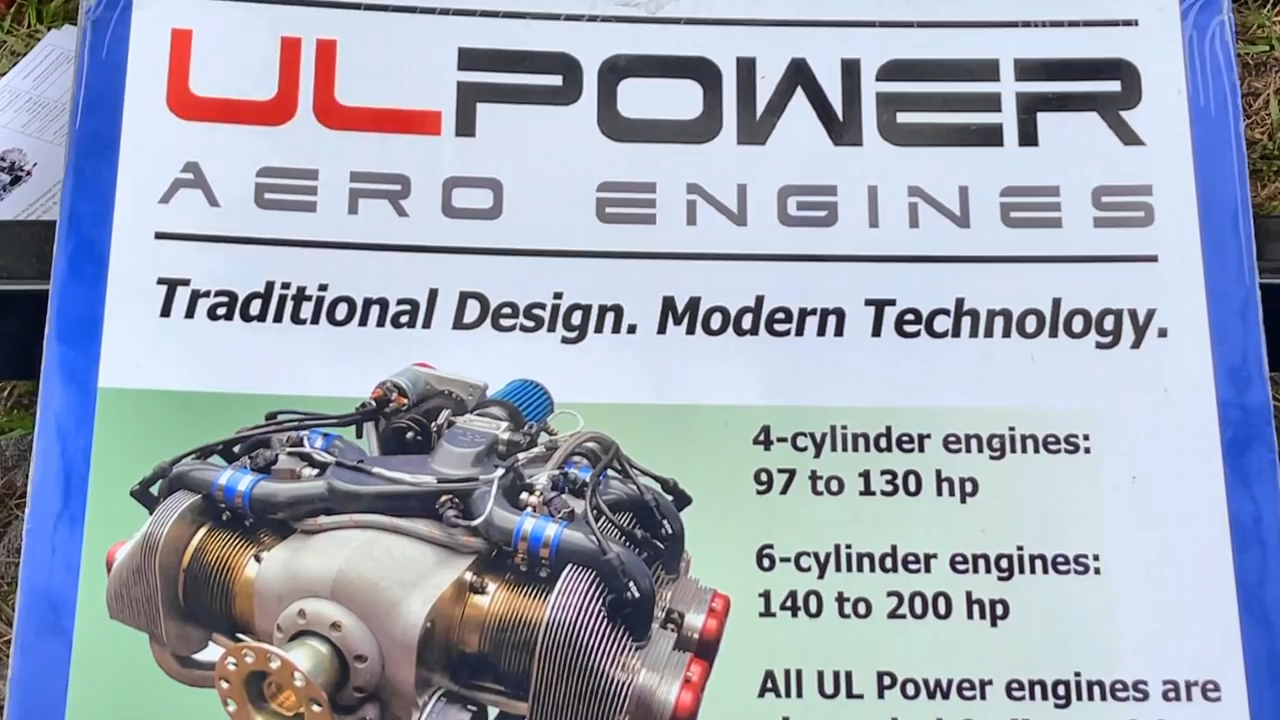 ULPOWER
AERO ENGINES
Traditional Design. Modern Technology.
4-cylinder engines:
97 to 130 hp
6-cylinder engines:
140 to 200 hp
All UL Power engines are